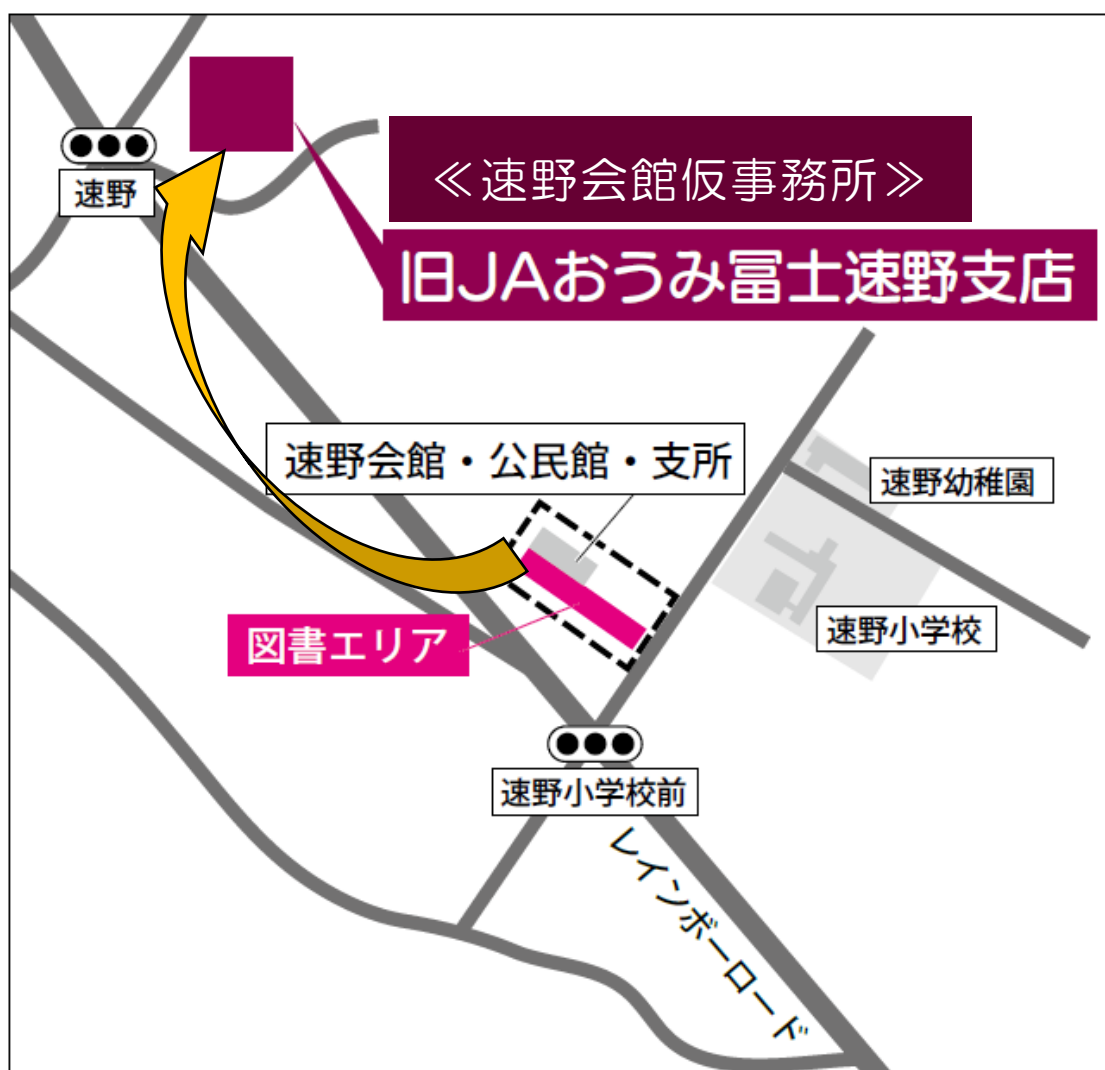 ≪速野会館仮事務所≫
速野
旧JAおうみ冨士速野支店
速野会館・公民館・支所
速野幼稚園
図書エリア
速野小学校
速野小学校前
レインボーロード